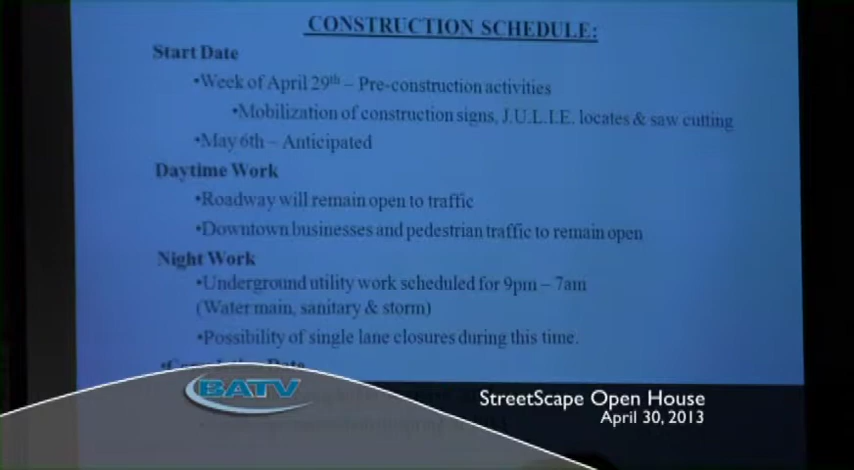 CONSTRUCTION SCHEDULE:
Start Date
•Week of April 29th – Pre-construction activities
•Mobilization of construction signs, J.U.L.I.E. locates & saw cutting
•May 6th – Anticipated
Daytime Work
•Roadway will remain open to traffic
•Downtown businesses and pedestrian traffic to remain open
Night Work
•Underground utility work scheduled for 9pm – 7am
(Water main, sanitary & storm)
•Possibility of single lane closures during this time.
Date
BATV
StreetScape Open House
April 30, 2013